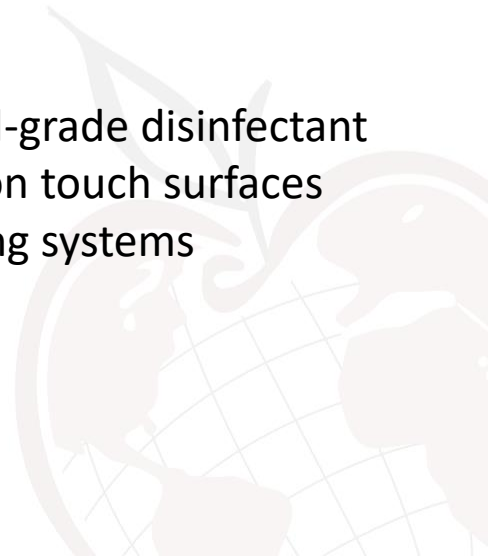 -grade disinfectant
on touch surfaces
ng systems